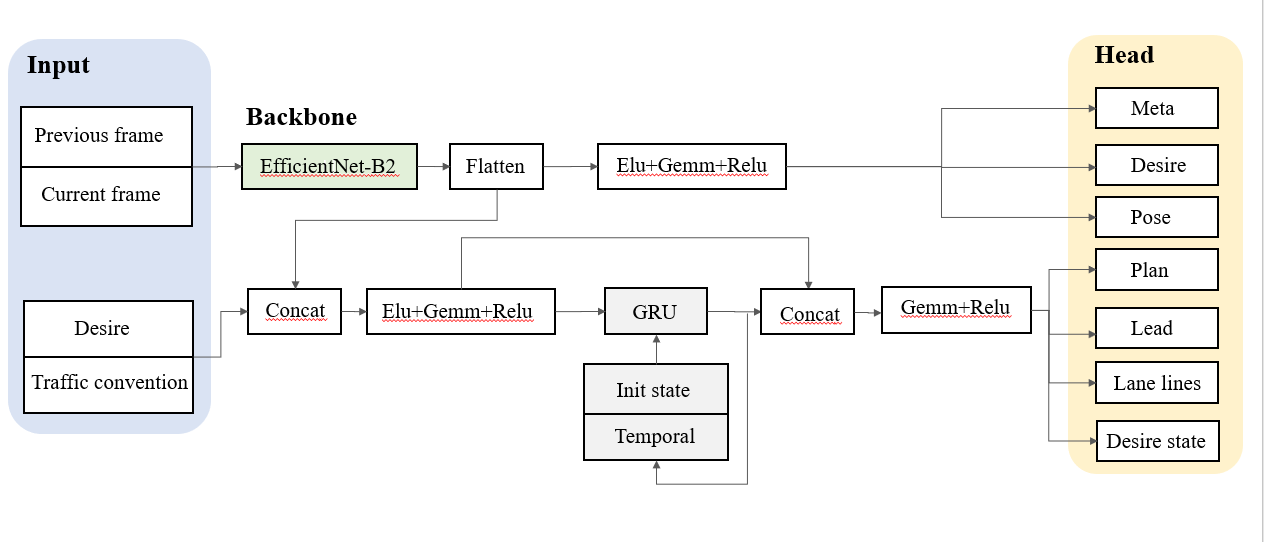 Input
Previous frame
Current frame
Desire
Traffic convention
Backbone
EfficientNet-B2
Flatten
Elu+Gemm+Relu
Concat
Elu+Gemm+Relu
GRU
Init state
Temporal
Concat
Gemm+Relu
Head
Meta
Desire
Pose
Plan
Lead
Lane lines
Desire state